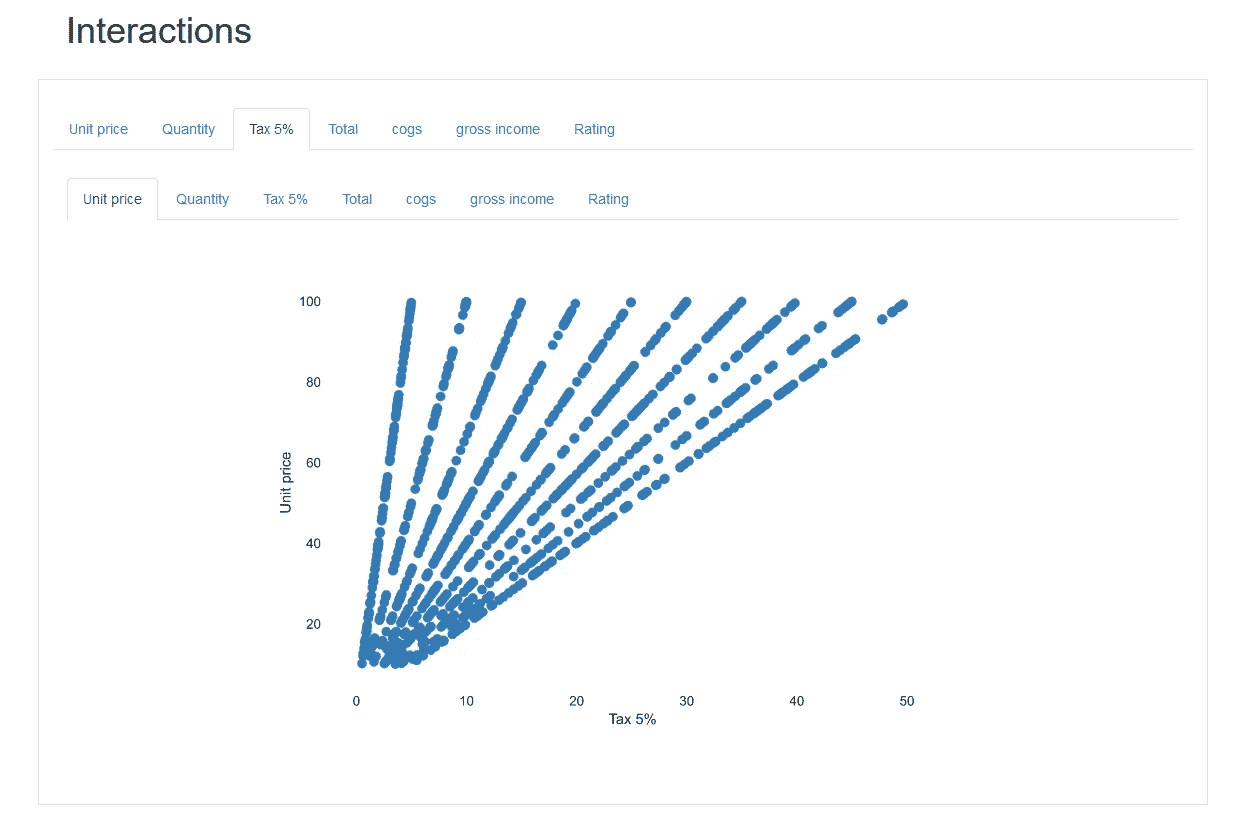 Interactions
Unit price Quantity Tax 5% Total cogs gross income Rating
Unit price Quantity Tax 5% Total cogs gross income Rating
100
80
60
40
20
Unit price
0 10 20 30 40 50
Tax 5%